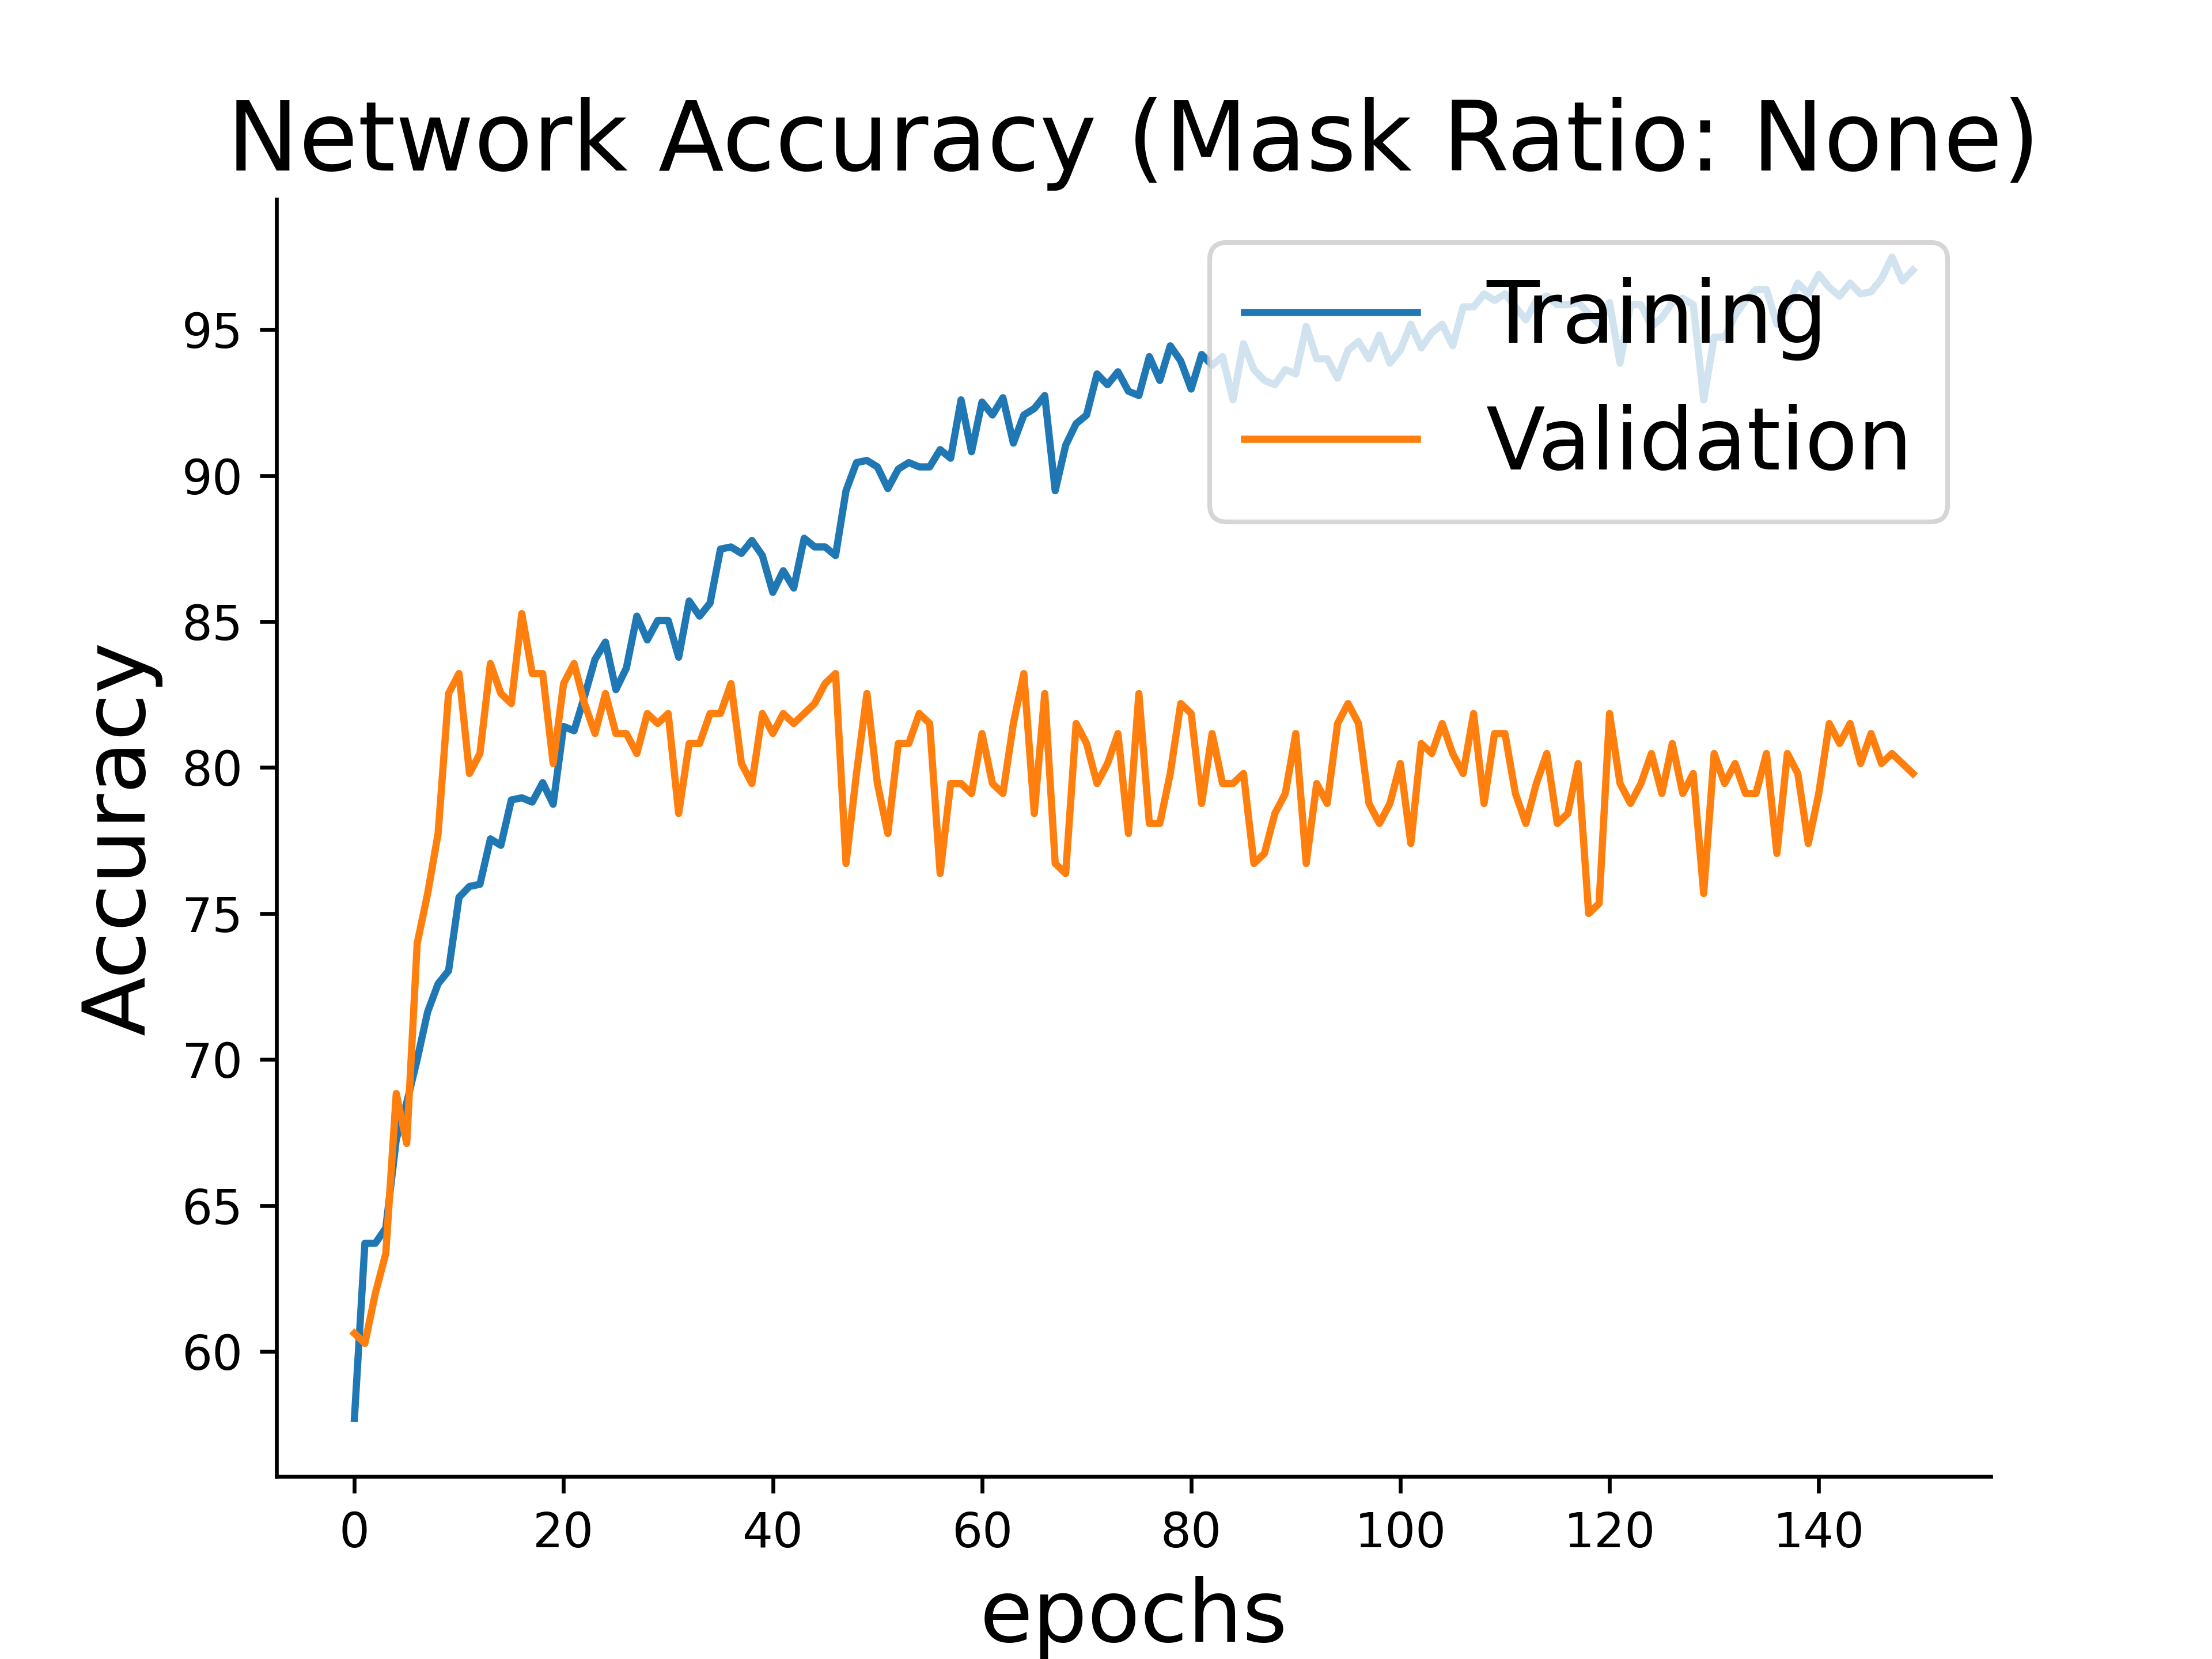 Network Accuracy (Mask Ratio: None)
Training
Validation
95
90
85
80
75
70
65
60
Accuracy
0 20 40 60 80 100 120 140
epochs